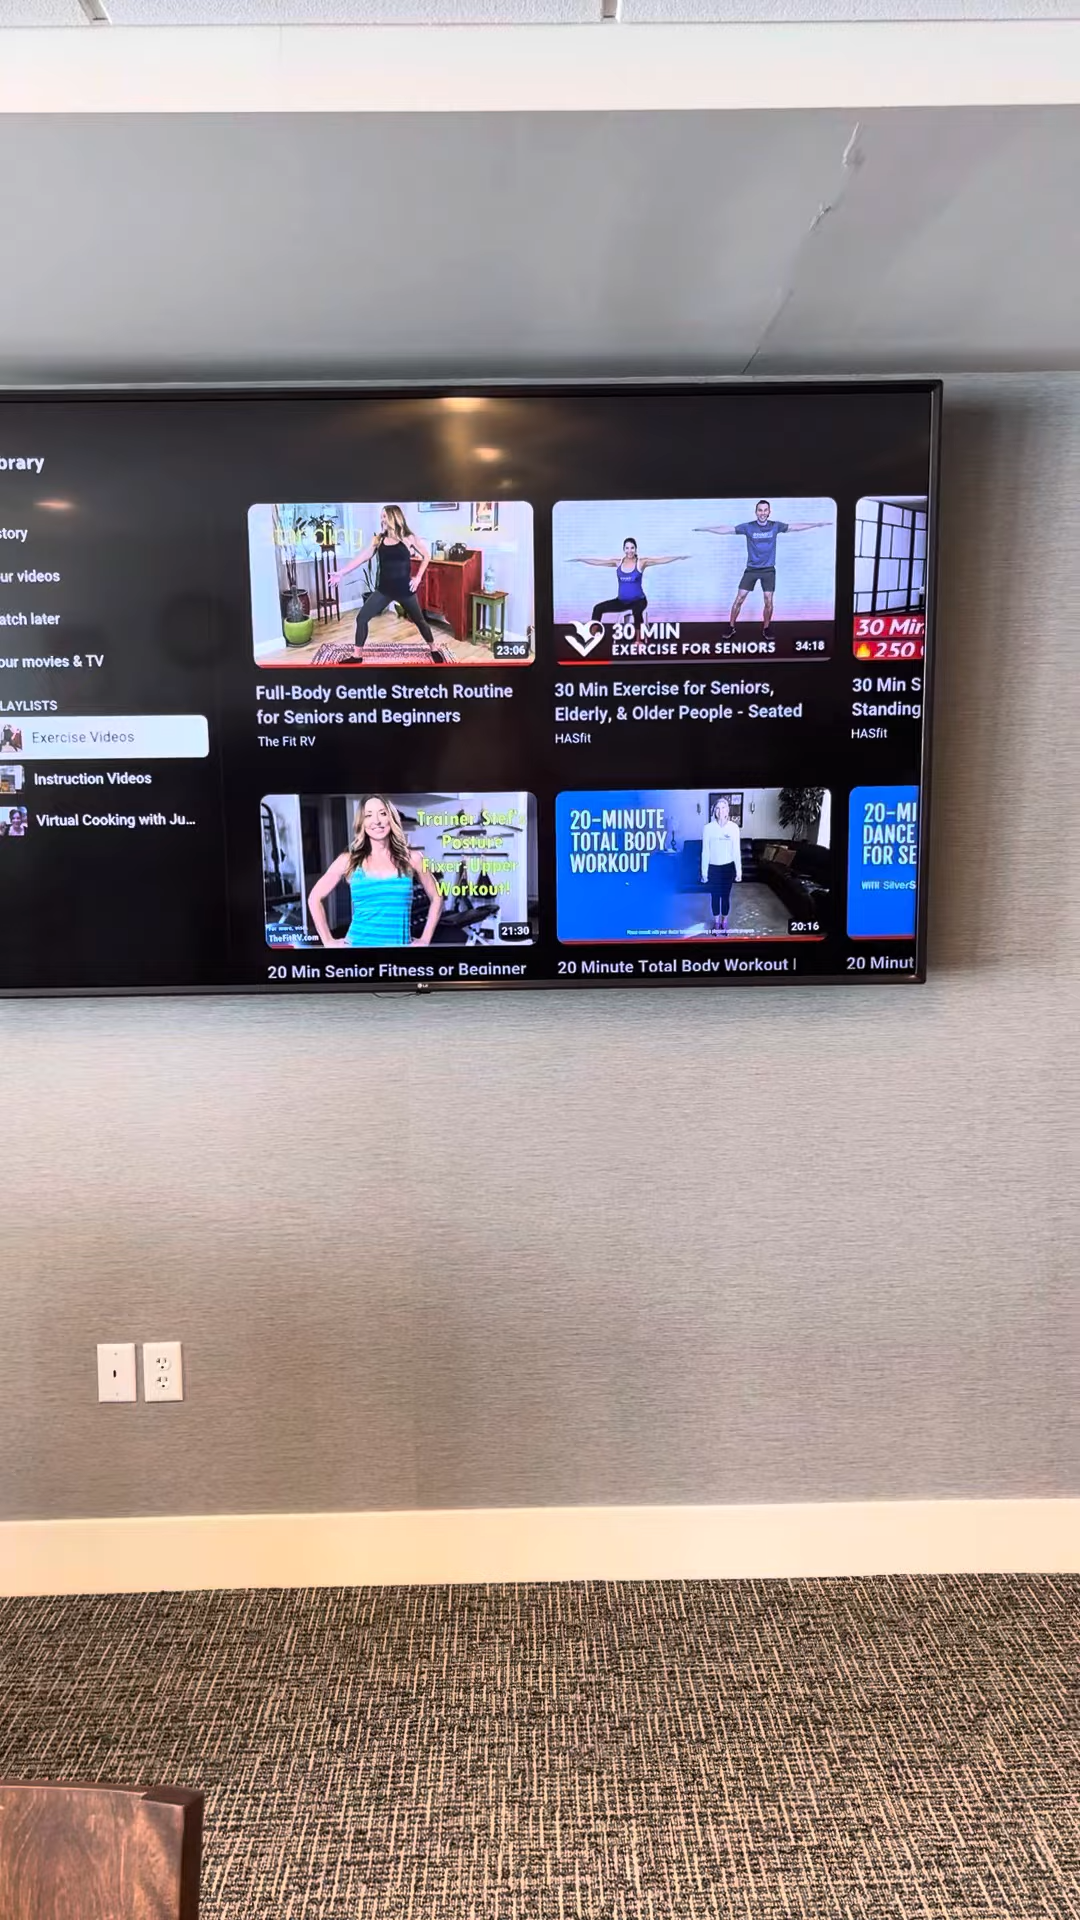 brary
story
ur videos
atch later
our movies & TV
LAYLISTS
Exercise Videos
Instruction Videos
Virtual Cooking with Ju...
standing
23:06
Full-Body Gentle Stretch Routine
for Seniors and Beginners
The Fit RV
30 MIN
EXERCISE FOR SENIORS
34:18
30 Min Exercise for Seniors,
Elderly, & Older People - Seated
HASfit
30 Min
250
30 Min S
Standing
HASfit
Trainer Stef's
Posture
Fixer-Upper
Workout!
TheFitRV.com
21:30
20 Min Senior Fitness or Beginner
20-MINUTE
TOTAL BODY
WORKOUT
20:16
20 Minute Total Body Workout |
20-MI
DANCE
FOR SE
WITH SilverS
20 Minut
LG